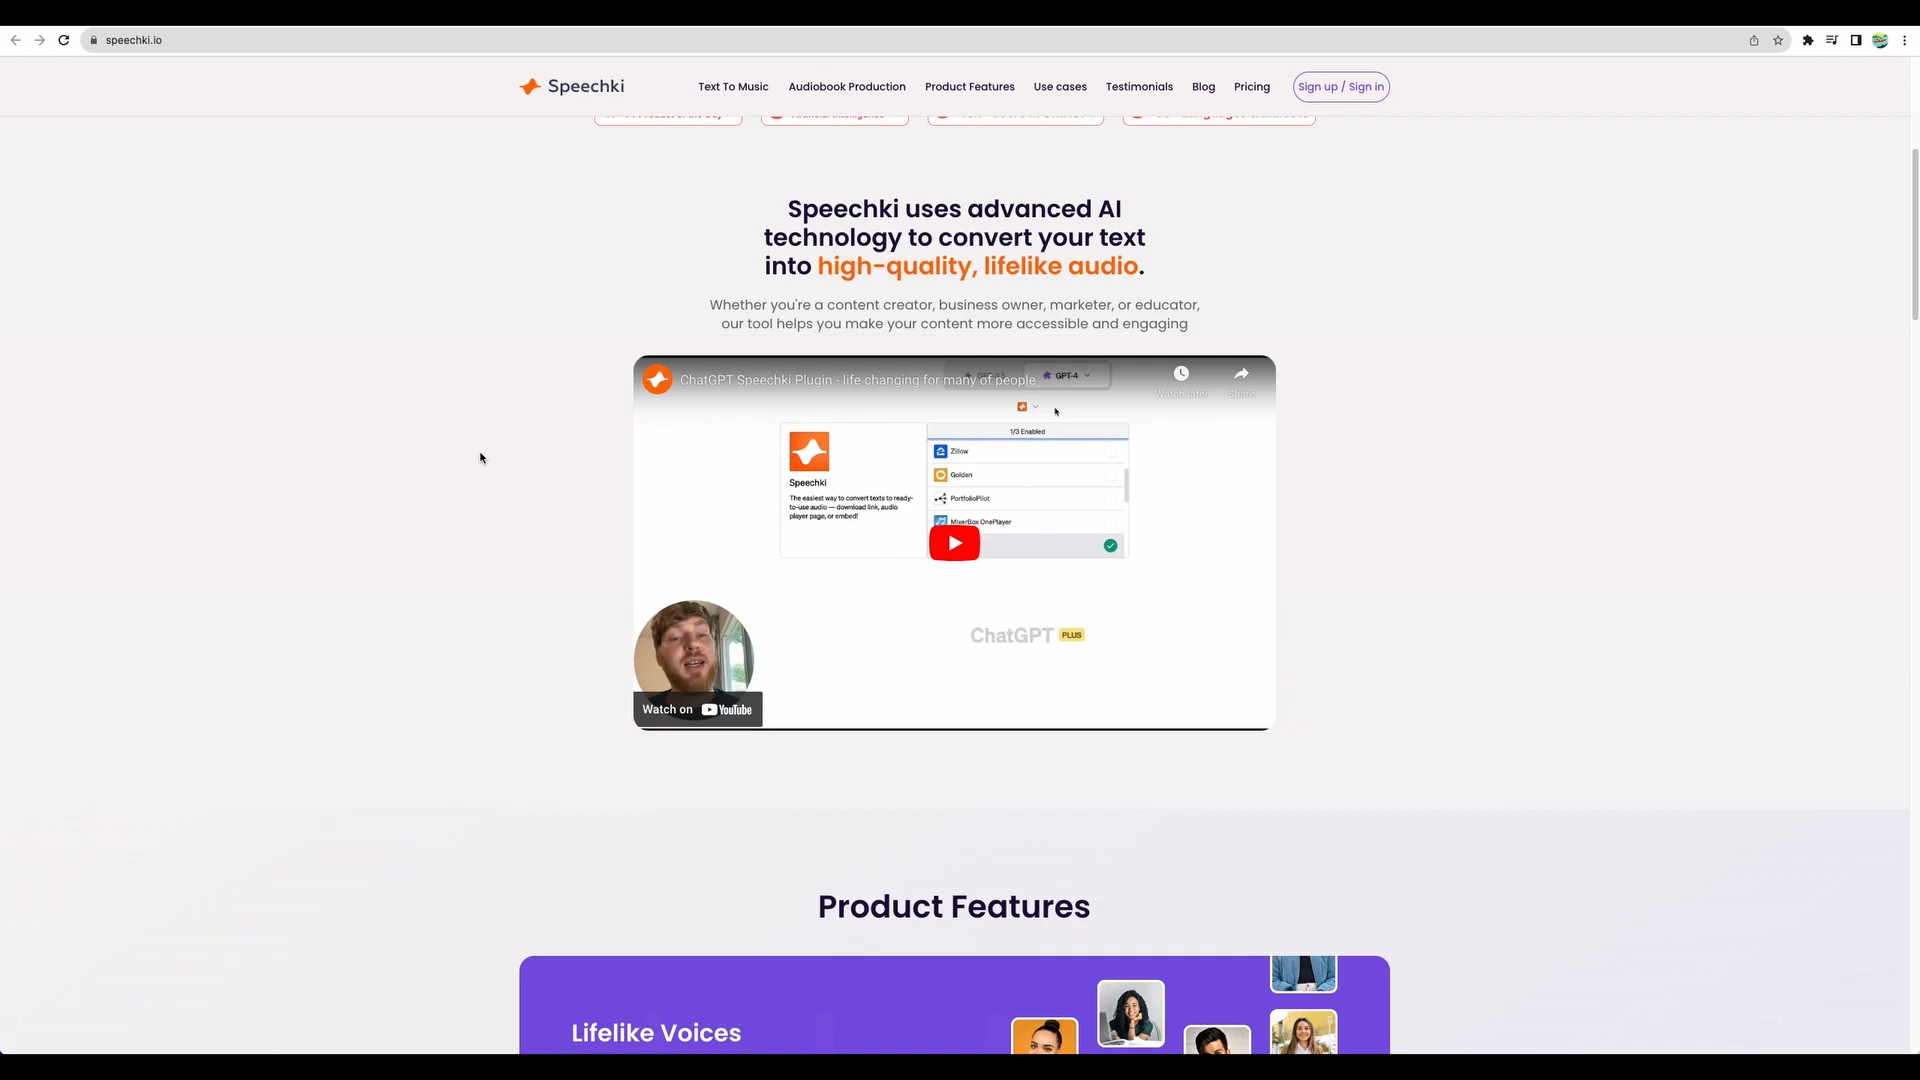 speechki.io
Speechki
Text To Music
Audiobook Production
Product Features
Use cases
Testimonials
Blog
Pricing
Sign up / Sign in
Speechki uses advanced AI
technology to convert your text
into high-quality, lifelike audio.
Whether you're a content creator, business owner, marketer, or educator,
our tool helps you make your content more accessible and engaging
ChatGPT Speechki Plugin - life changing for many of people
GPT-4
Watch later
Share
1/3 Enabled
Zillow
Golden
PortfolioPilot
MixerBox OnePlayer
Speechki
The easiest way to convert texts to ready-
to-use audio — download link, audio
player page, or embed!
ChatGPT PLUS
Watch on YouTube
Product Features
Lifelike Voices